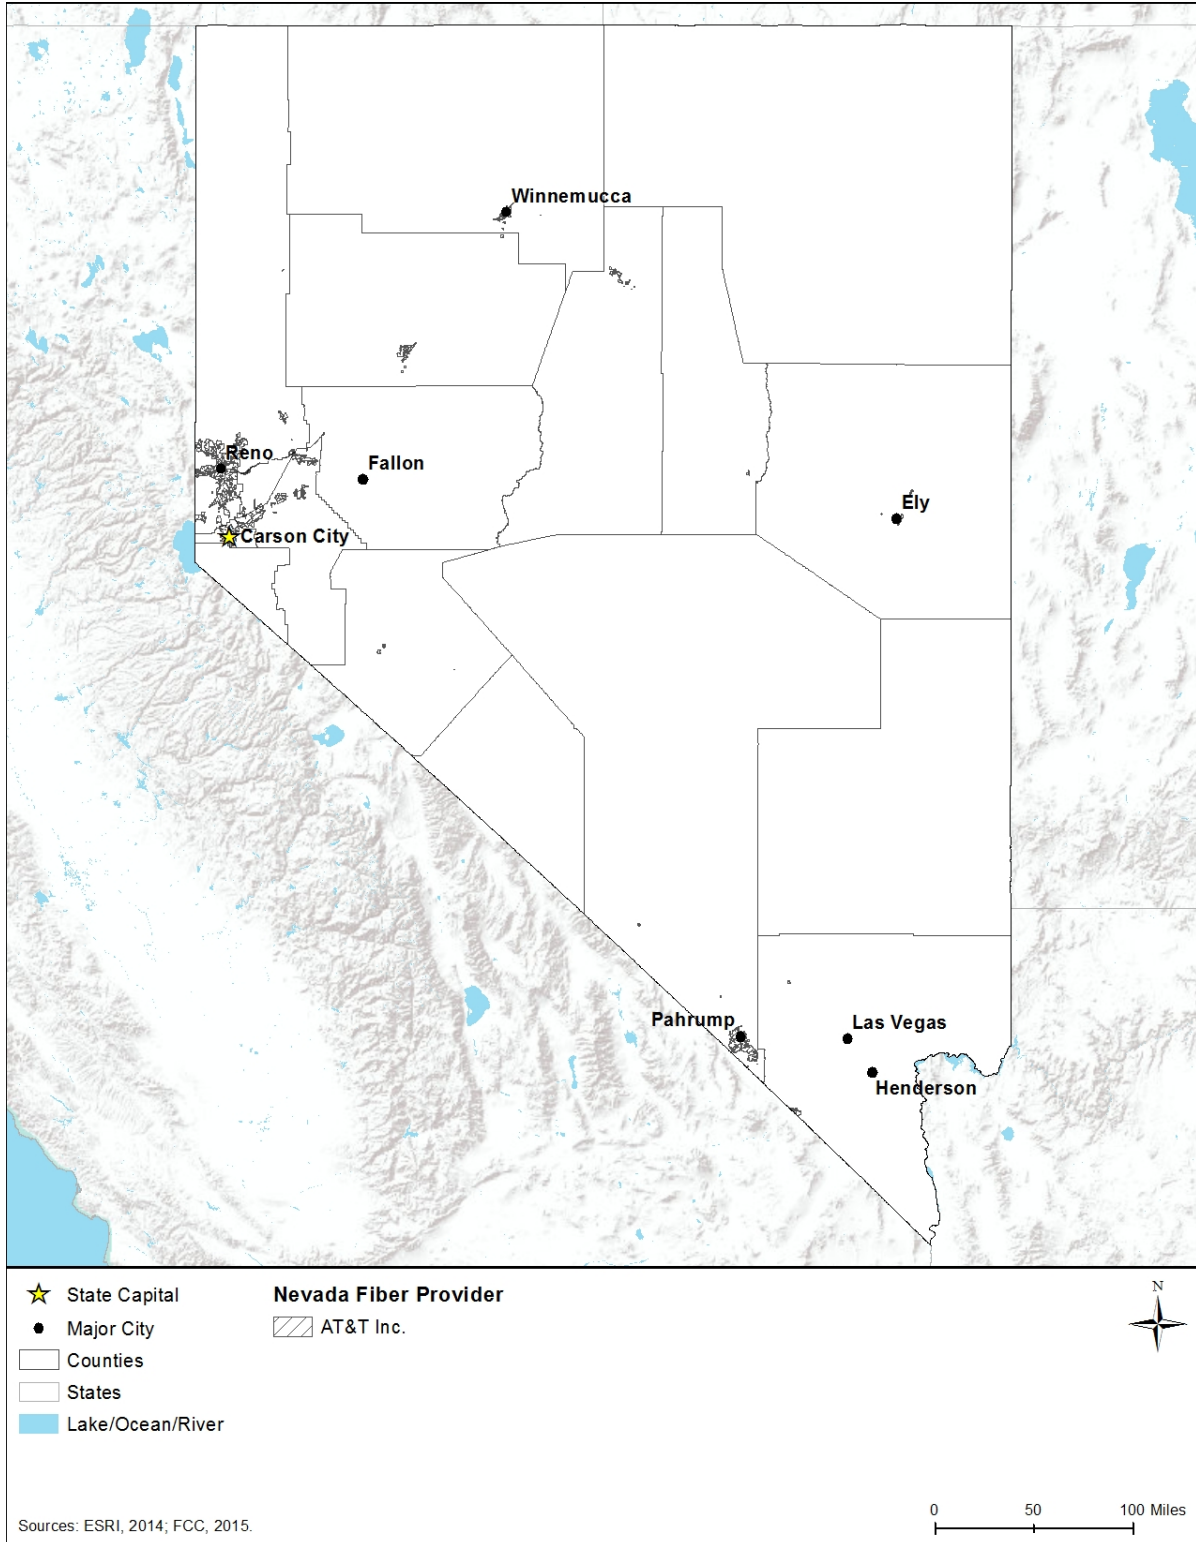 Winnemucca
Reno
Fallon
Ely
Carson City
Pahrump
Las Vegas
Henderson
State Capital
Major City
Counties
States
Lake/Ocean/River
Nevada Fiber Provider
AT&T Inc.
N
0 50 100 Miles
Sources: ESRI, 2014; FCC, 2015.